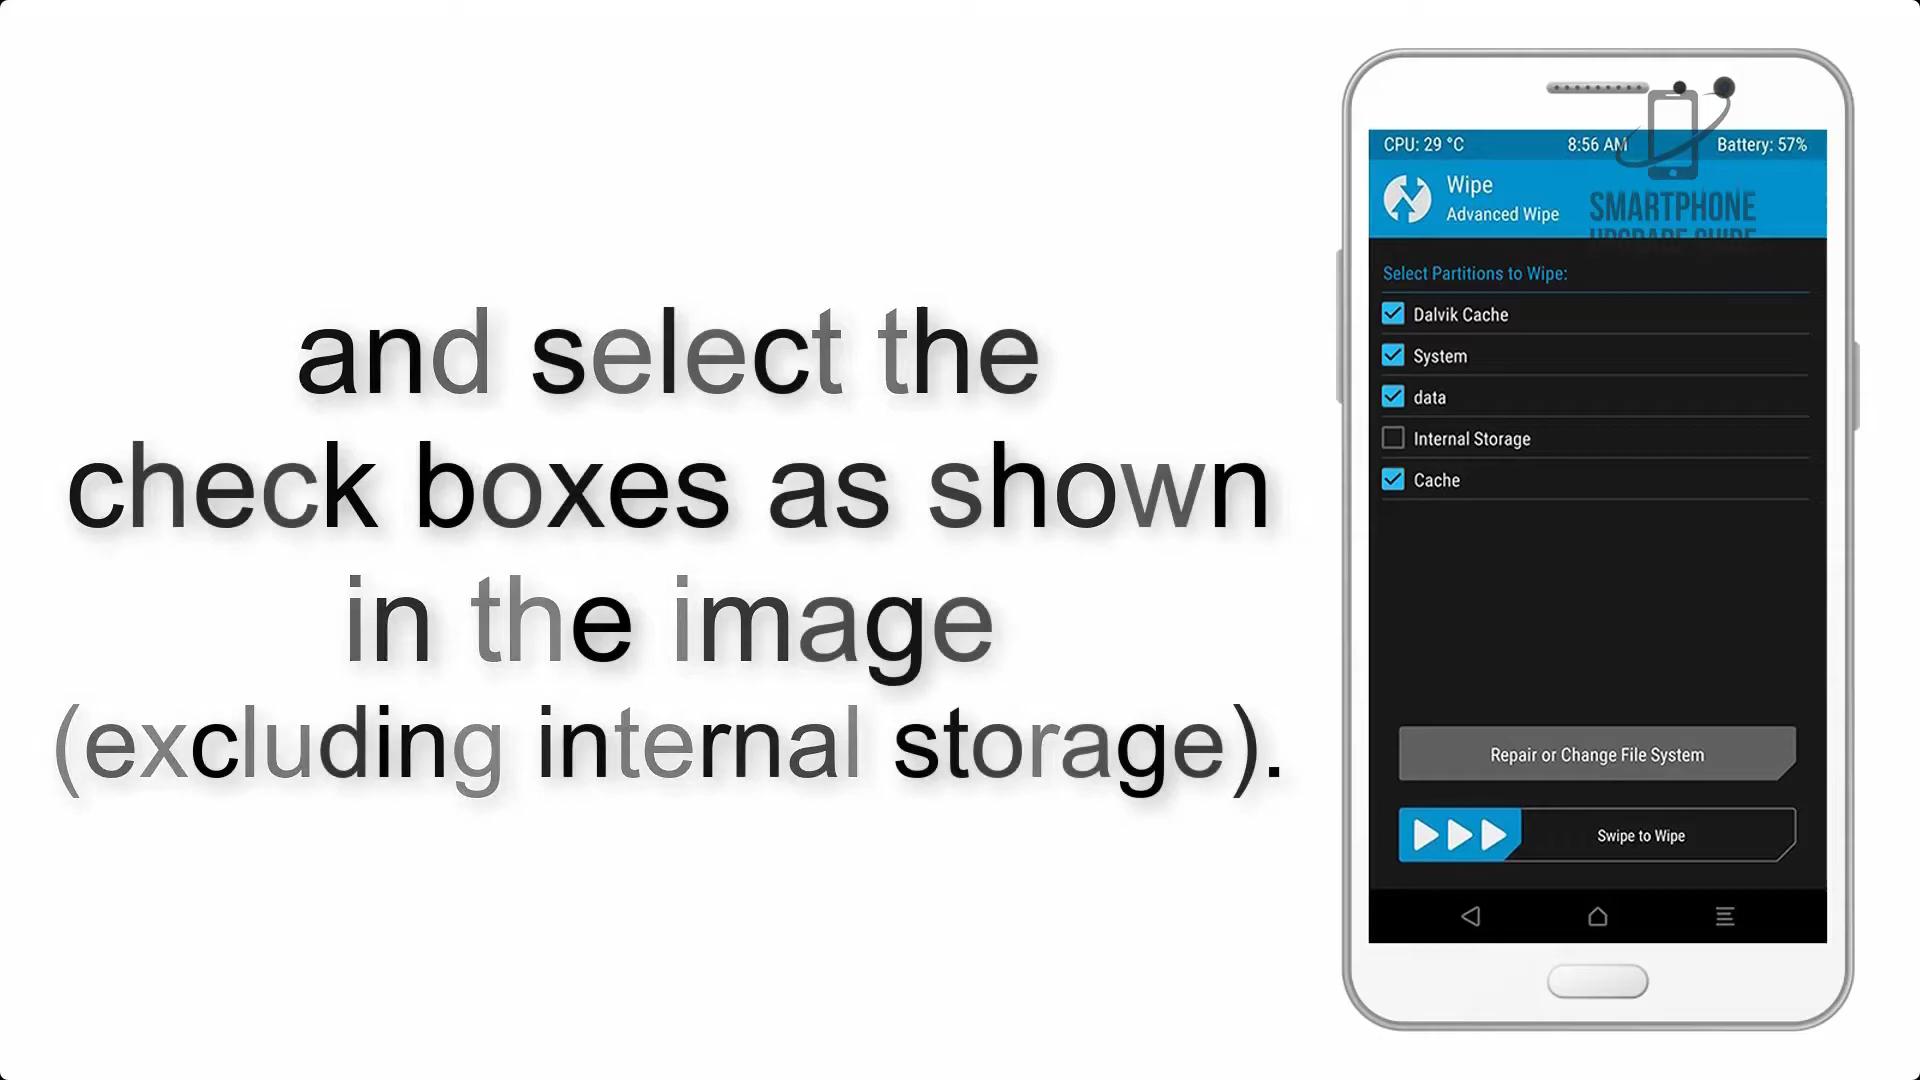 and select the
check boxes as shown
in the image
(excluding internal storage).
CPU: 29 °C 8:56 AM Battery: 57%
Wipe
Advanced Wipe
SMARTPHONE
UPGRADE GUIDE
Select Partitions to Wipe:
Dalvik Cache
System
data
Internal Storage
Cache
Repair or Change File System
Swipe to Wipe